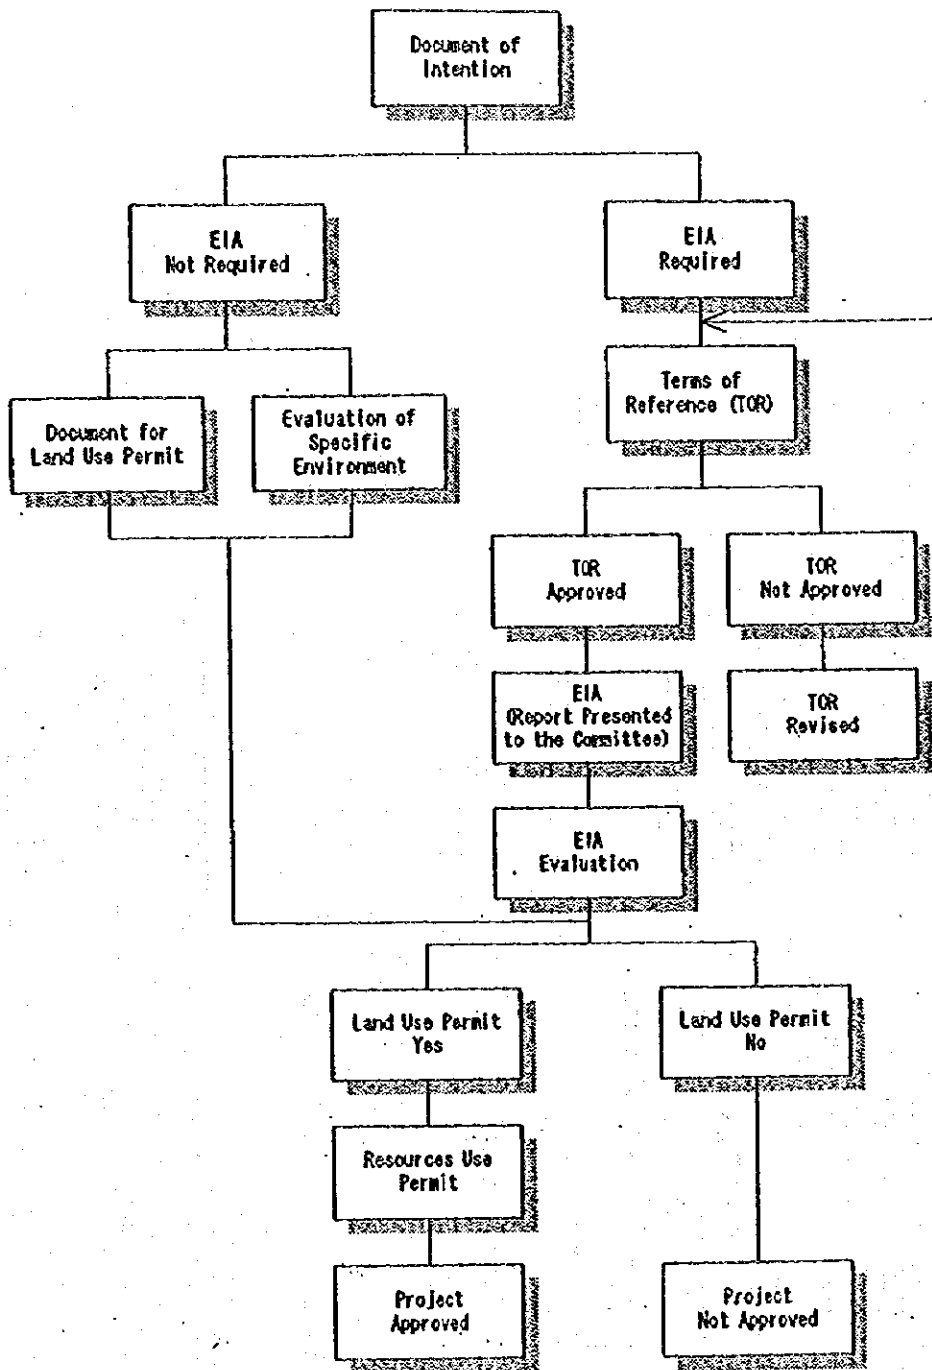 Document of
Intention
EIA
Not Required
EIA
Required
Document for
Land Use Permit
Evaluation of
Specific
Environment
Terms of
Reference (TOR)
TOR
Approved
TOR
Not Approved
EIA
(Report Presented
to the Committee)
TOR
Revised
EIA
Evaluation
Land Use Permit
Yes
Land Use Permit
No
Resources Use
Permit
Project
Approved
Project
Not Approved